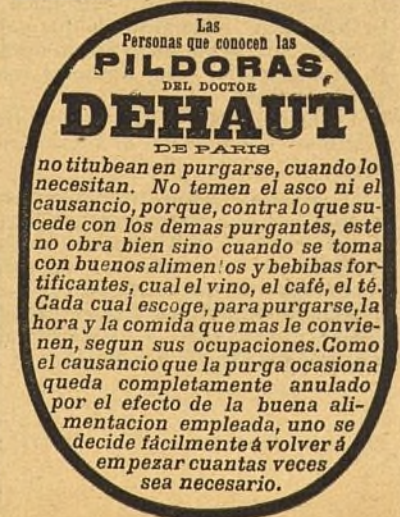 Las
Personas que conocen las
PILDORAS
DEL DOCTOR
DEHAUT
DE PARIS
no titubean en purgarse, cuando lo
necesitan. No temen el asco ni el
causancio, porque, contra lo que su-
cede con los demas purgantes, este
no obra bien sino cuando se toma
con buenos alimentos y bebibas for-
tificantes, cual el vino, el café, el té.
Cada cual escoge, para purgarse, la
hora y la comida que mas le convie-
nen, segun sus ocupaciones. Como
el causancio que la purga ocasiona
queda completamente anulado
por el efecto de la buena ali-
mentacion empleada, uno se
decide fácilmente á volver á
empezar cuantas veces
sea necesario.